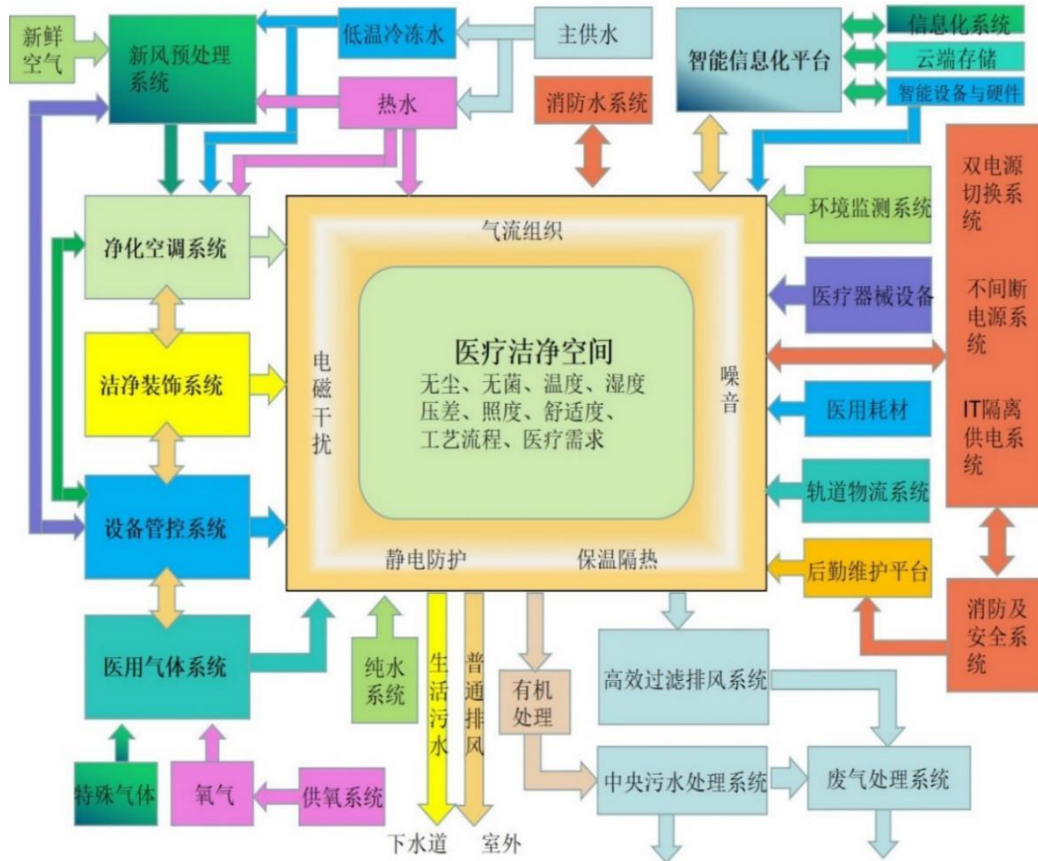 新鲜
空气
新风预处理
系统
低温冷冻水
主供水
热水
消防水系统
智能信息化平台
信息化系统
云端存储
智能设备与硬件
净化空调系统
洁净装饰系统
设备管控系统
医用气体系统
特殊气体
氧气
供氧系统
气流组织
电磁干扰
医疗洁净空间
无尘、无菌、温度、湿度
压差、照度、舒适度、
工艺流程、医疗需求
噪音
静电防护
保温隔热
环境监测系统
医疗器械设备
医用耗材
轨道物流系统
后勤维护平台
双电源
切换系
统
不间断
电源系
统
IT隔离
供电系
统
消防及
安全系
统
纯水
系统
生活污水
普通排风
有机
处理
高效过滤排风系统
中央污水处理系统
废气处理系统
下水道
室外